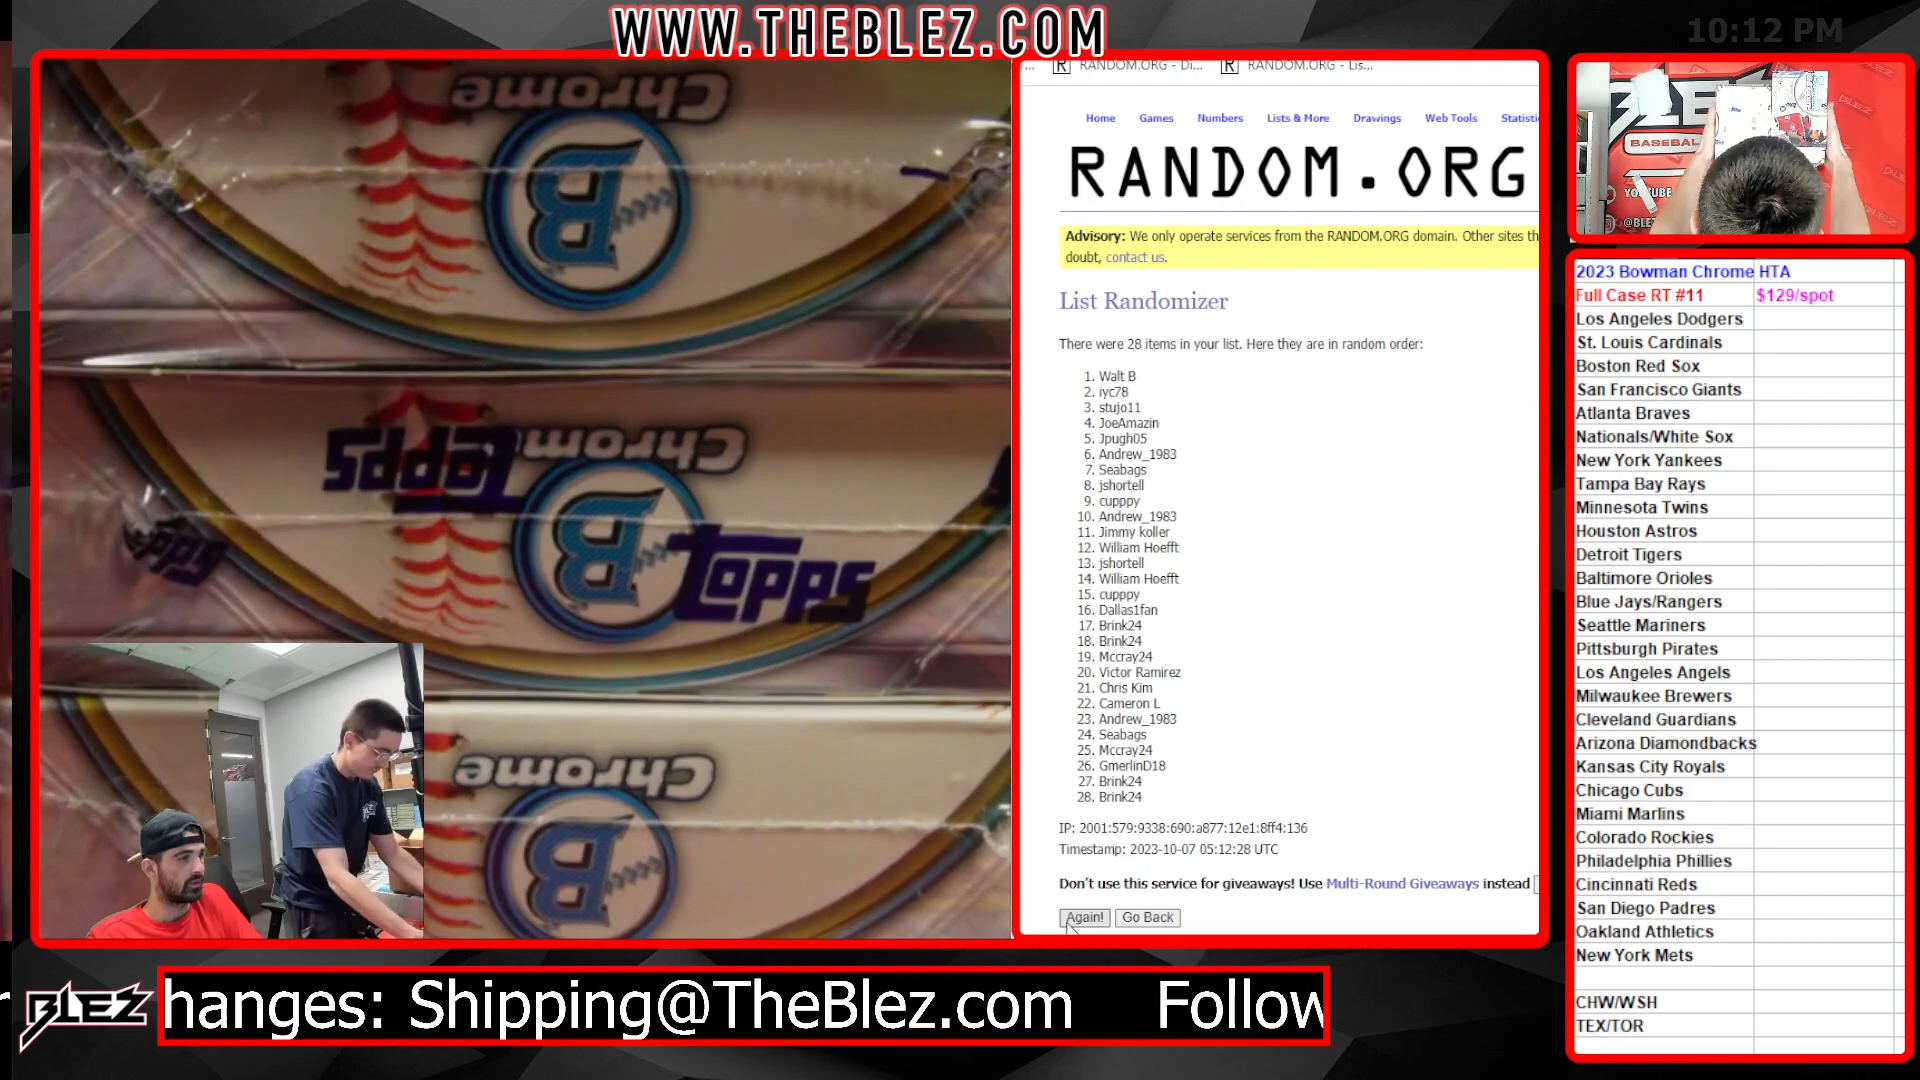 WWW.THEBLEZ.COM
10:12 PM
Chrome
B
Topps
Chrome
B
Topps
Chrome
B
RANDOM.ORG - Di...
RANDOM.ORG - Lis...
Home Games Numbers Lists & More Drawings Web Tools Statisti
RANDOM.ORG
Advisory: We only operate services from the RANDOM.ORG domain. Other sites th
doubt, contact us.
List Randomizer
There were 28 items in your list. Here they are in random order:
1. Walt B
2. iyc78
3. stujo11
4. JoeAmazin
5. Jpugh05
6. Andrew_1983
7. Seabags
8. jshortell
9. cupppy
10. Andrew_1983
11. Jimmy koller
12. William Hoefft
13. jshortell
14. William Hoefft
15. cupppy
16. Dallas1fan
17. Brink24
18. Brink24
19. Mccray24
20. Victor Ramirez
21. Chris Kim
22. Cameron L
23. Andrew_1983
24. Seabags
25. Mccray24
26. GmerlinD18
27. Brink24
28. Brink24
IP: 2001:579:9338:690:a877:12e1:8ff4:136
Timestamp: 2023-10-07 05:12:28 UTC
Don't use this service for giveaways! Use Multi-Round Giveaways instead
Again! Go Back
BASEBAL
YOUTUBE
@BLE
2023 Bowman Chrome HTA
Full Case RT #11 $129/spot
Los Angeles Dodgers
St. Louis Cardinals
Boston Red Sox
San Francisco Giants
Atlanta Braves
Nationals/White Sox
New York Yankees
Tampa Bay Rays
Minnesota Twins
Houston Astros
Detroit Tigers
Baltimore Orioles
Blue Jays/Rangers
Seattle Mariners
Pittsburgh Pirates
Los Angeles Angels
Milwaukee Brewers
Cleveland Guardians
Arizona Diamondbacks
Kansas City Royals
Chicago Cubs
Miami Marlins
Colorado Rockies
Philadelphia Phillies
Cincinnati Reds
San Diego Padres
Oakland Athletics
New York Mets
CHW/WSH
TEX/TOR
BLEZ
hanges: Shipping@TheBlez.com Follow